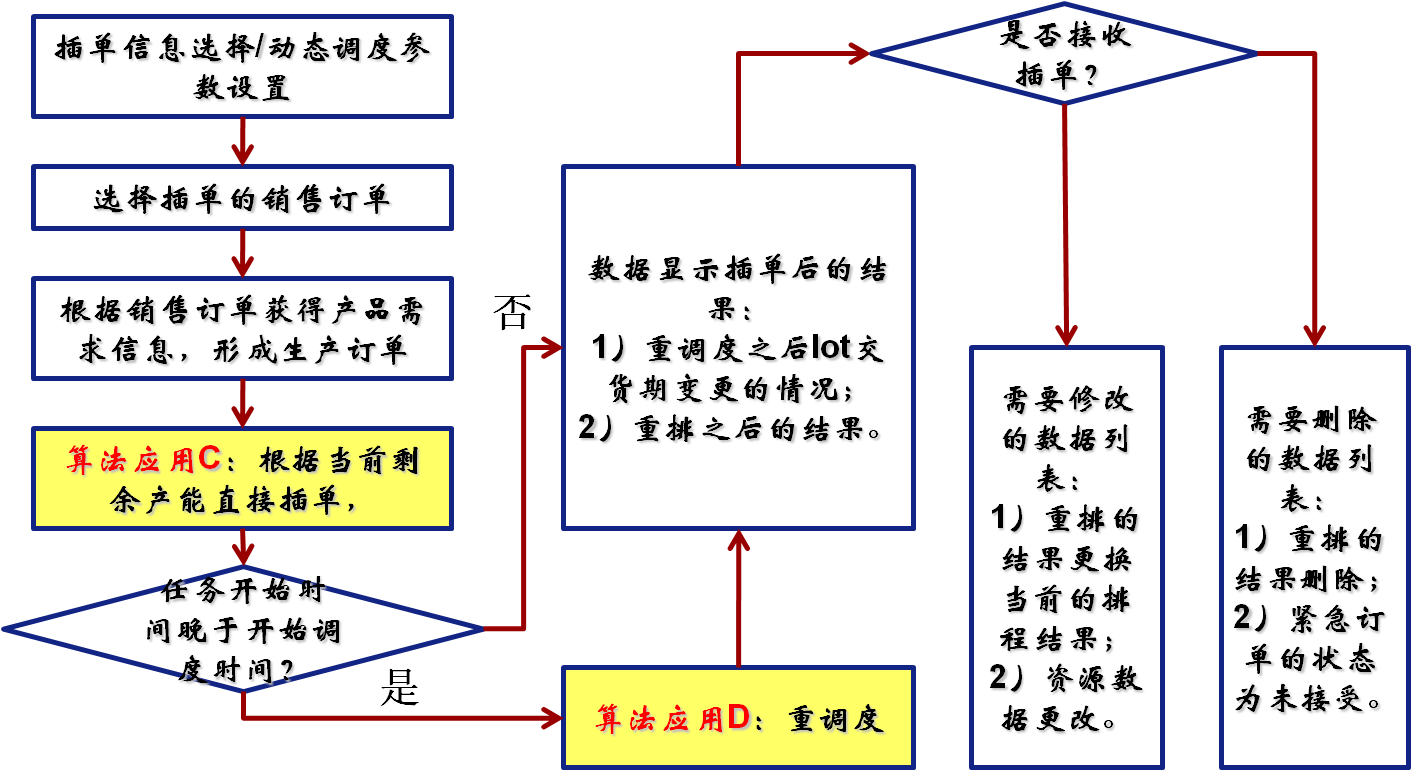 插单信息选择/动态调度参
数设置
选择插单的销售订单
根据销售订单获得产品需
求信息，形成生产订单
算法应用C：根据当前剩
余产能直接插单，
任务开始时
间晚于开始调
度时间？
否
是
算法应用D：重调度
数据显示插单后的结
果：
1）重调度之后lot交
货期变更的情况；
2）重排之后的结果。
是否接收
插单？
需要修改
的数据列
表：
1）重排的
结果更换
当前的排
程结果；
2）资源数
据更改。
需要删除
的数据列
表：
1）重排的
结果删除；
2）紧急订
单的状态
为未接受。